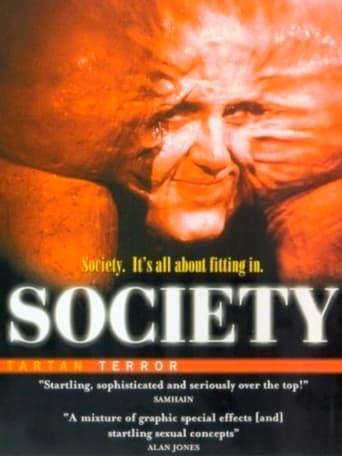 Society. It's all about fitting in.
SOCIETY
TARTAN TERROR
"Startling, sophisticated and seriously over the top!"
SAMHAIN
"A mixture of graphic special effects [and]
startling sexual concepts"
ALAN JONES